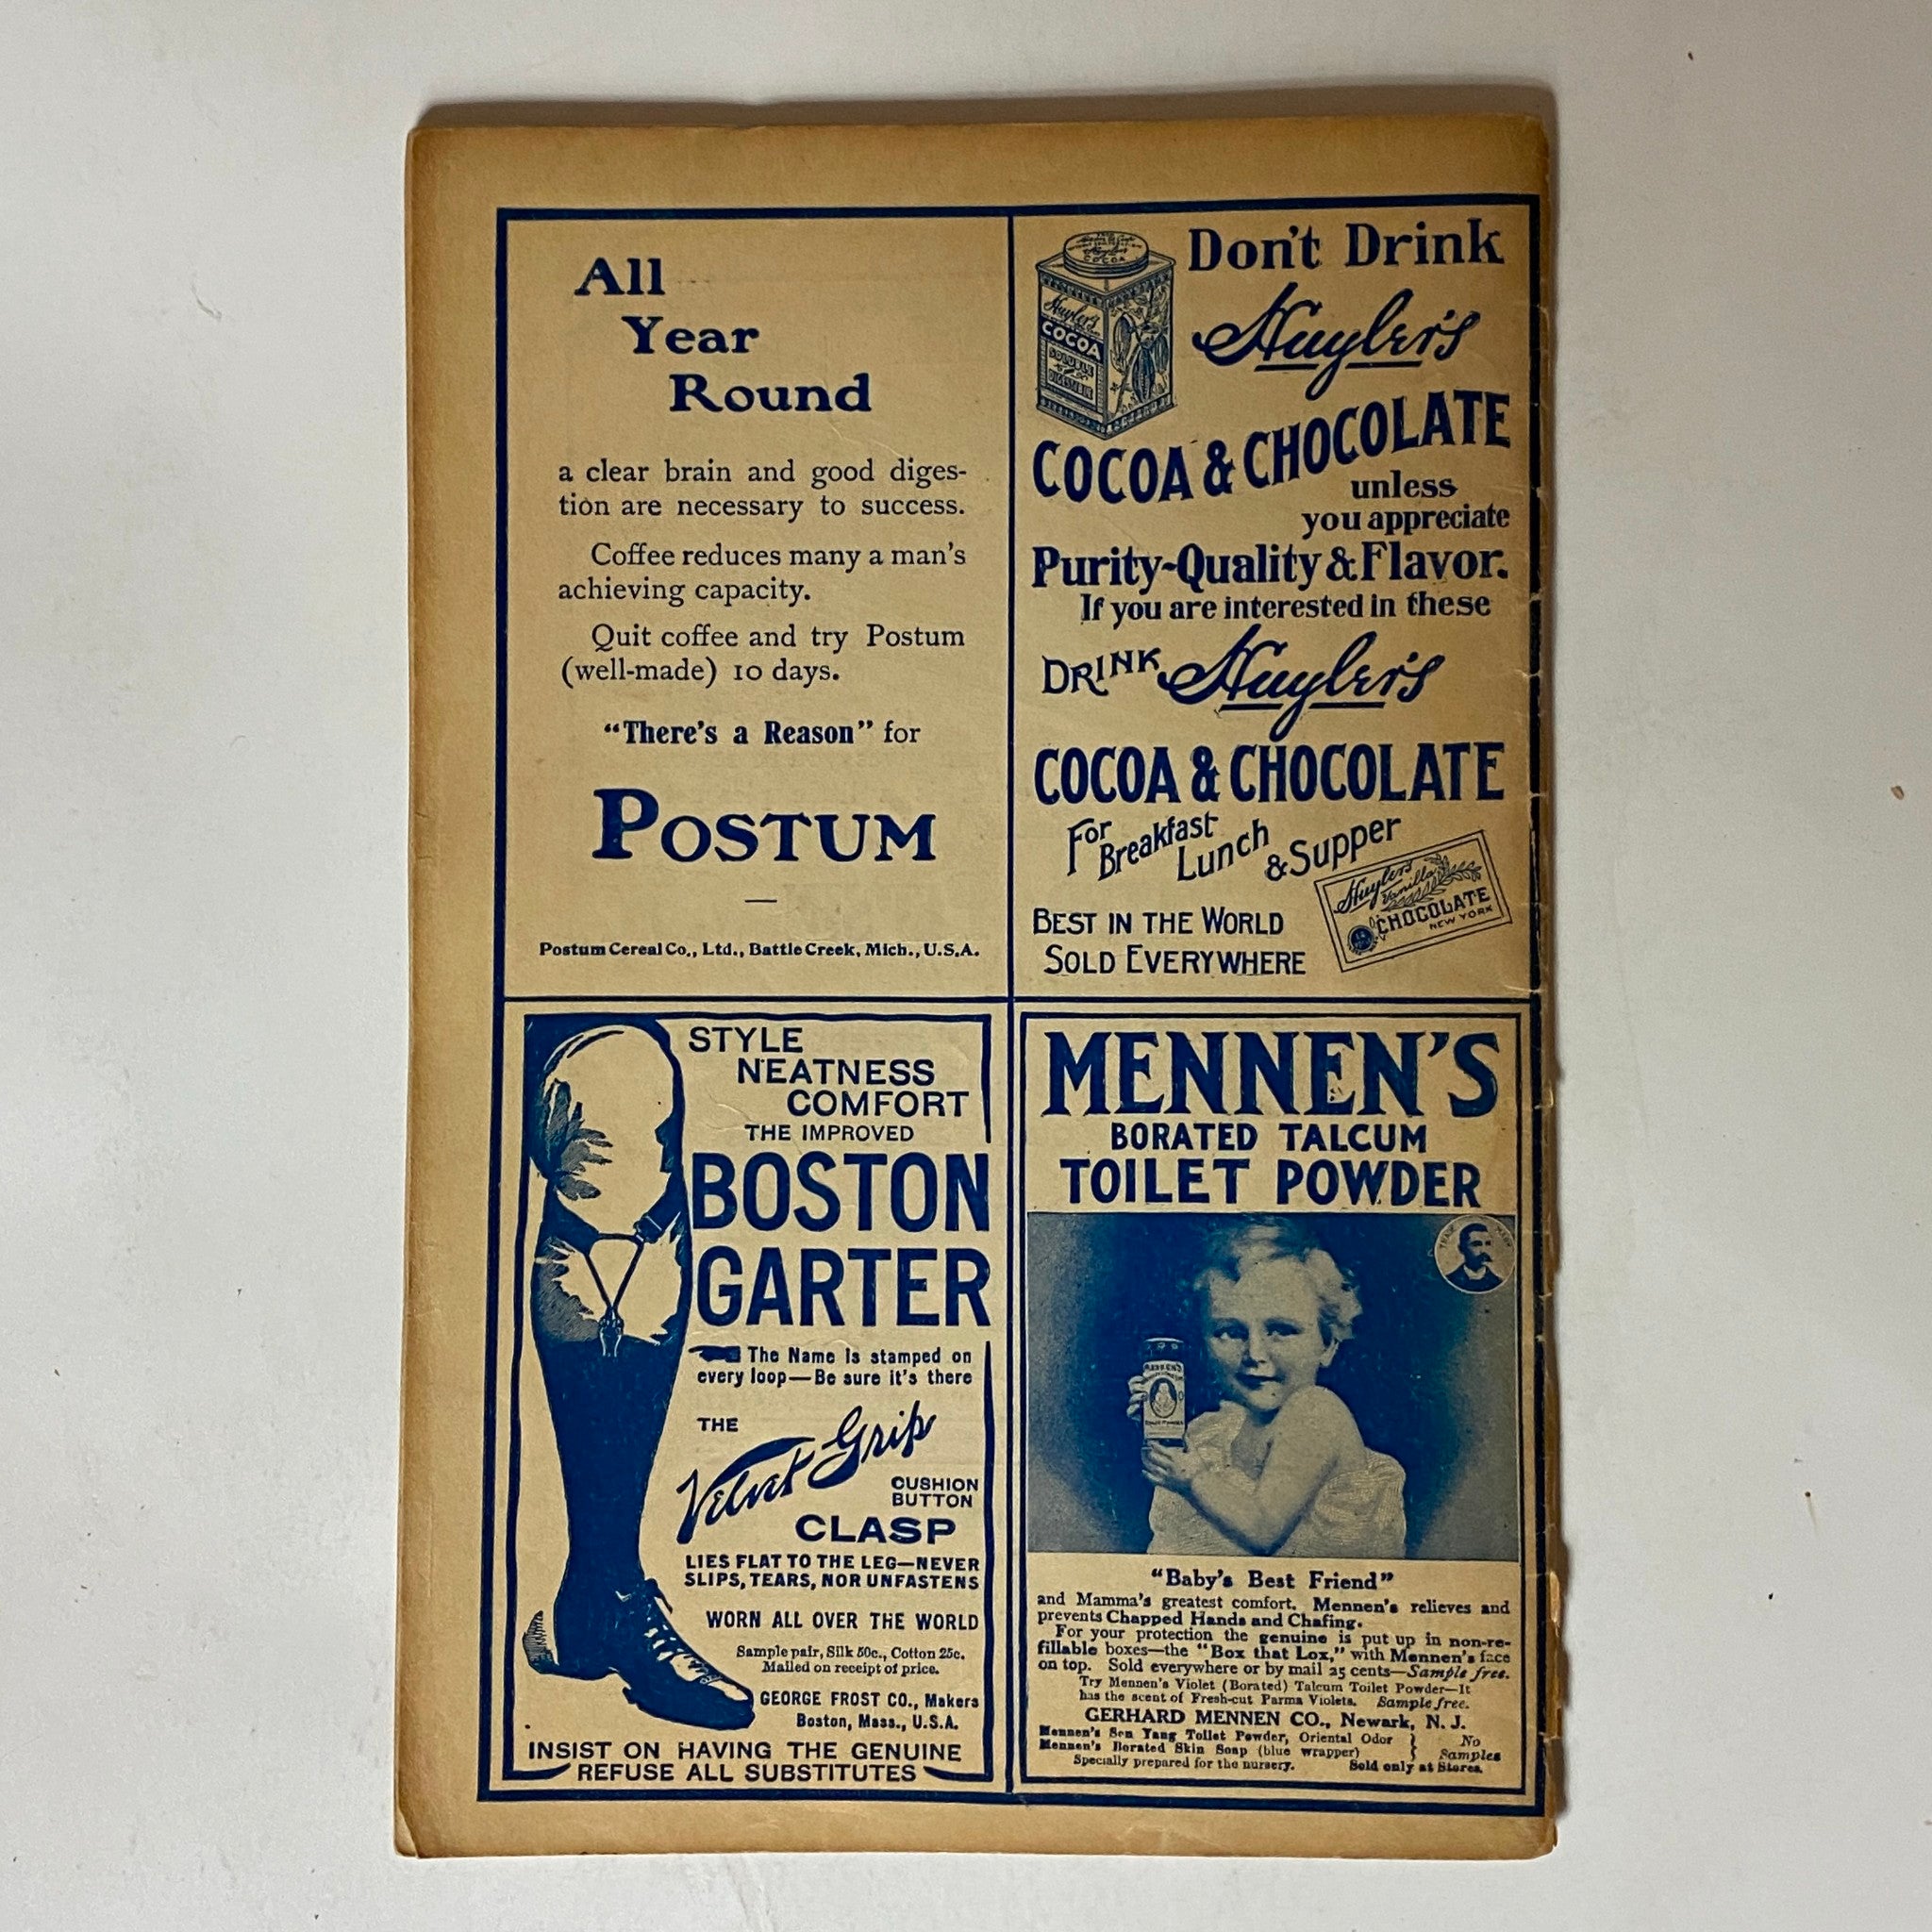 All
Year
Round
a clear brain and good diges-
tion are necessary to success.
Coffee reduces many a man's
achieving capacity.
Quit coffee and try Postum
(well-made) 10 days.
"There's a Reason" for
POSTUM
Postum Cereal Co., Ltd., Battle Creek, Mich., U.S.A.
Don't Drink
Huyler's
COCOA & CHOCOLATE
unless
you appreciate
Purity-Quality & Flavor.
If you are interested in these
DRINK Huyler's
COCOA & CHOCOLATE
For Breakfast Lunch & Supper
BEST IN THE WORLD
SOLD EVERYWHERE
Huyler's
COCOA
COCOA
SOLUBLE
DIGESTIBLE
Huyler's
Vanilla
CHOCOLATE
NEW YORK
STYLE
NEATNESS
COMFORT
THE IMPROVED
BOSTON
GARTER
The Name is stamped on
every loop—Be sure it's there
THE
Velvet Grip
CUSHION
BUTTON
CLASP
LIES FLAT TO THE LEG—NEVER
SLIPS, TEARS, NOR UNFASTENS
WORN ALL OVER THE WORLD
Sample pair, Silk 50c., Cotton 25c.
Mailed on receipt of price.
GEORGE FROST CO., Makers
Boston, Mass., U.S.A.
INSIST ON HAVING THE GENUINE
REFUSE ALL SUBSTITUTES
MENNEN'S
BORATED TALCUM
TOILET POWDER
TRADE MARK
MENNEN'S
"Baby's Best Friend"
and Mamma's greatest comfort. Mennen's relieves and
prevents Chapped Hands and Chafing.
For your protection the genuine is put up in non-re-
fillable boxes—the "Box that Lox," with Mennen's face
on top. Sold everywhere or by mail 25 cents—Sample free.
Try Mennen's Violet (Borated) Talcum Toilet Powder—It
has the scent of Fresh-cut Parma Violets. Sample free.
GERHARD MENNEN CO., Newark, N. J.
Mennen's Sen Yang Toilet Powder, Oriental Odor } No
Mennen's Borated Skin Soap (blue wrapper) } Samples
Specially prepared for the nursery. Sold only at Stores.